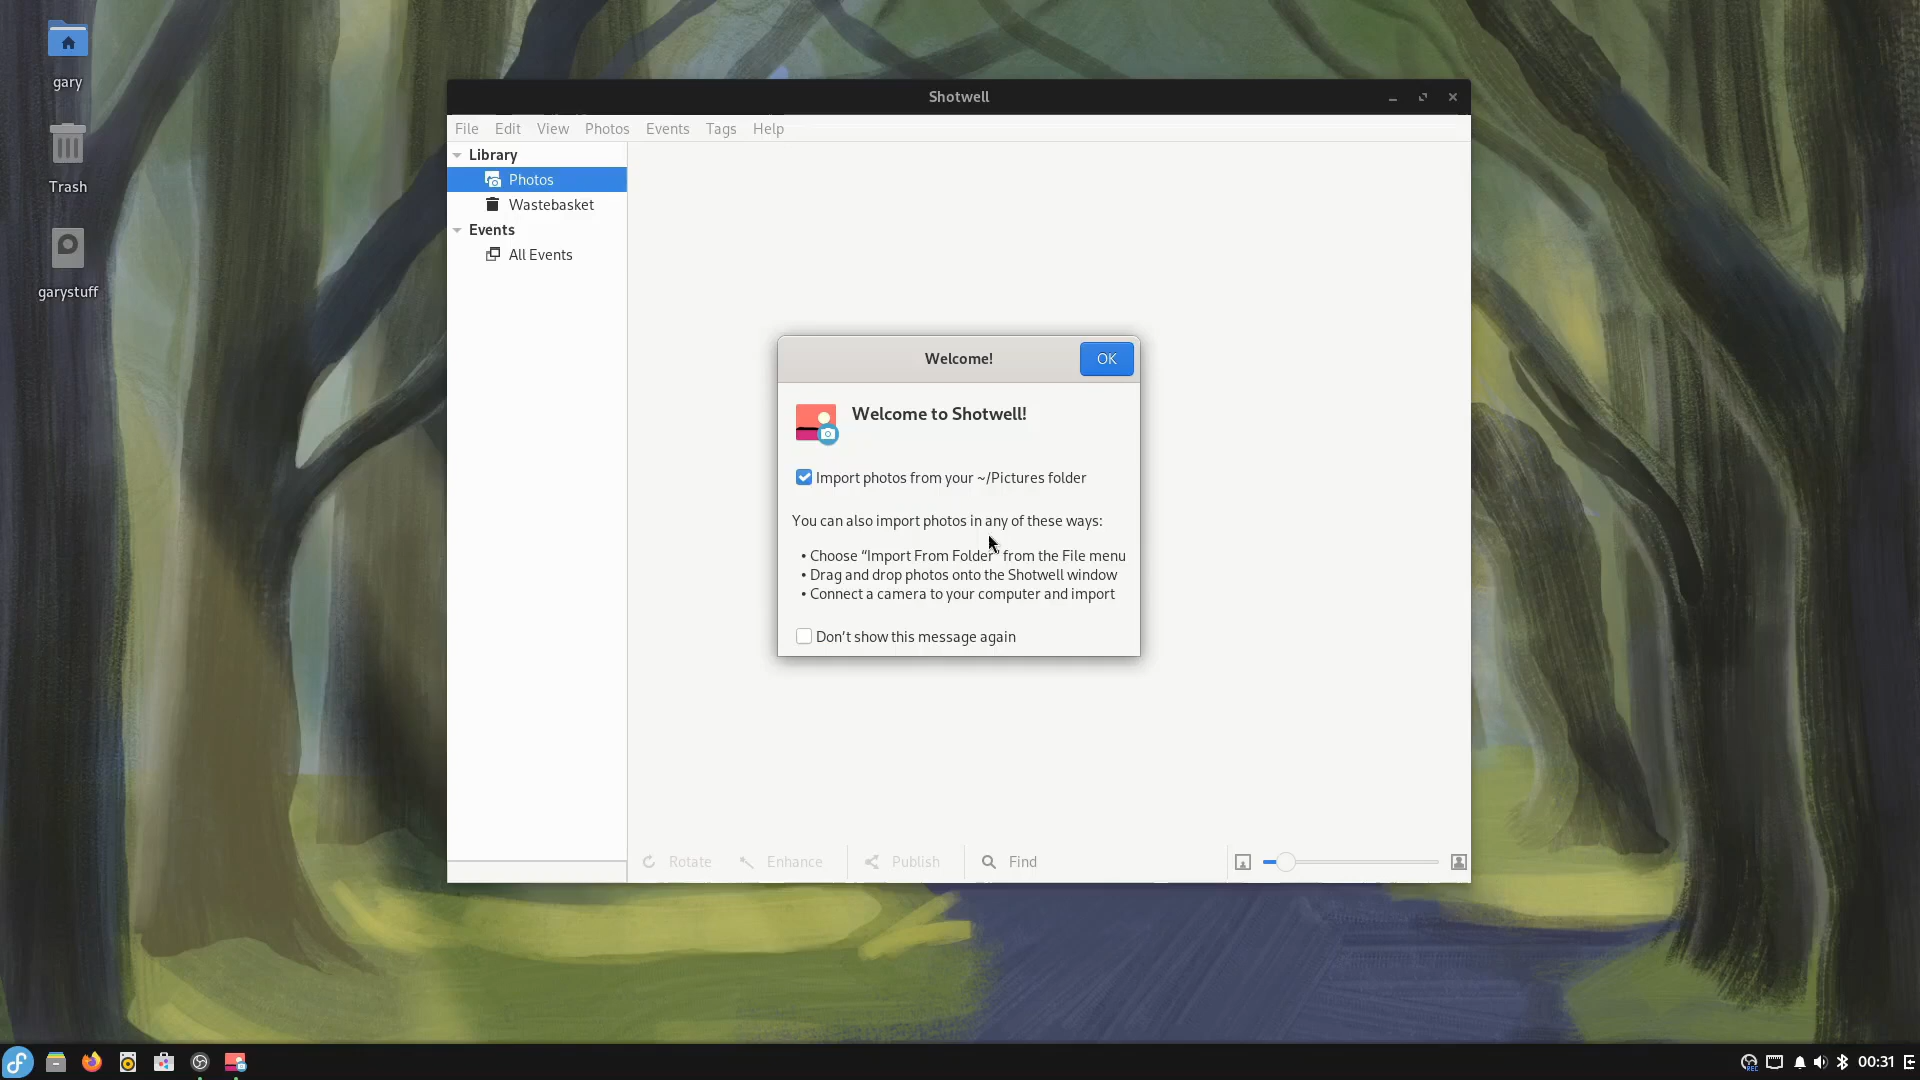 gary
Trash
garystuff
Shotwell
File Edit View Photos Events Tags Help
Library
Photos
Wastebasket
Events
All Events
Welcome!
OK
Welcome to Shotwell!
Import photos from your ~/Pictures folder
You can also import photos in any of these ways:
• Choose “Import From Folder” from the File menu
• Drag and drop photos onto the Shotwell window
• Connect a camera to your computer and import
Don’t show this message again
Rotate Enhance Publish Find
REC
00:31